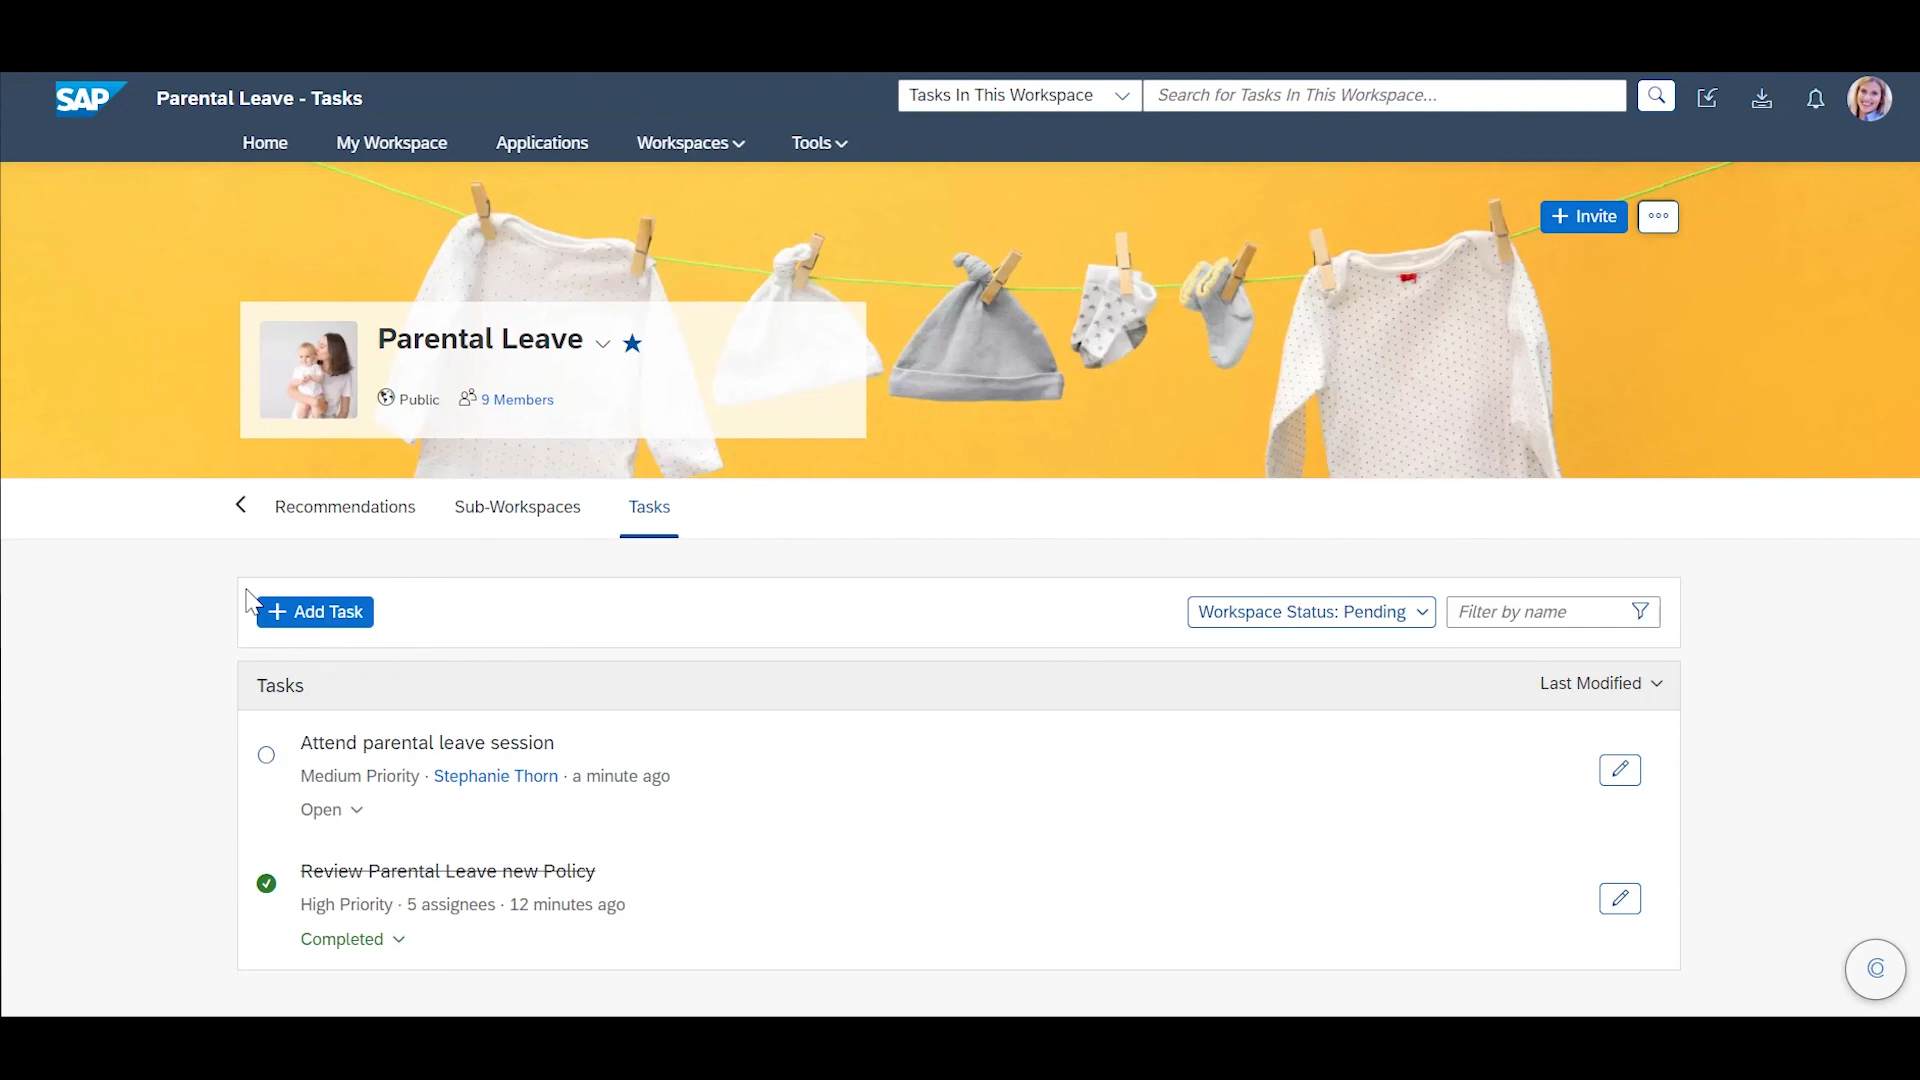 SAP
Parental Leave - Tasks
Tasks In This Workspace
Search for Tasks In This Workspace...
Home
My Workspace
Applications
Workspaces
Tools
Invite
Parental Leave
Public
9 Members
Recommendations
Sub-Workspaces
Tasks
Add Task
Workspace Status: Pending
Filter by name
Tasks
Last Modified
Attend parental leave session
Medium Priority · Stephanie Thorn · a minute ago
Open
Review Parental Leave new Policy
High Priority · 5 assignees · 12 minutes ago
Completed